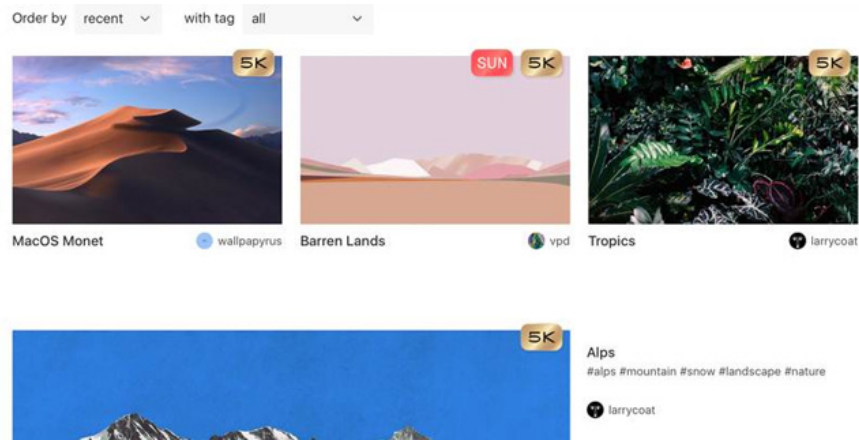 Order by recent with tag all
5K
SUN 5K
5K
MacOS Monet wallpapyrus
Barren Lands vpd
Tropics larrycoat
5K
Alps
#alps #mountain #snow #landscape #nature
larrycoat